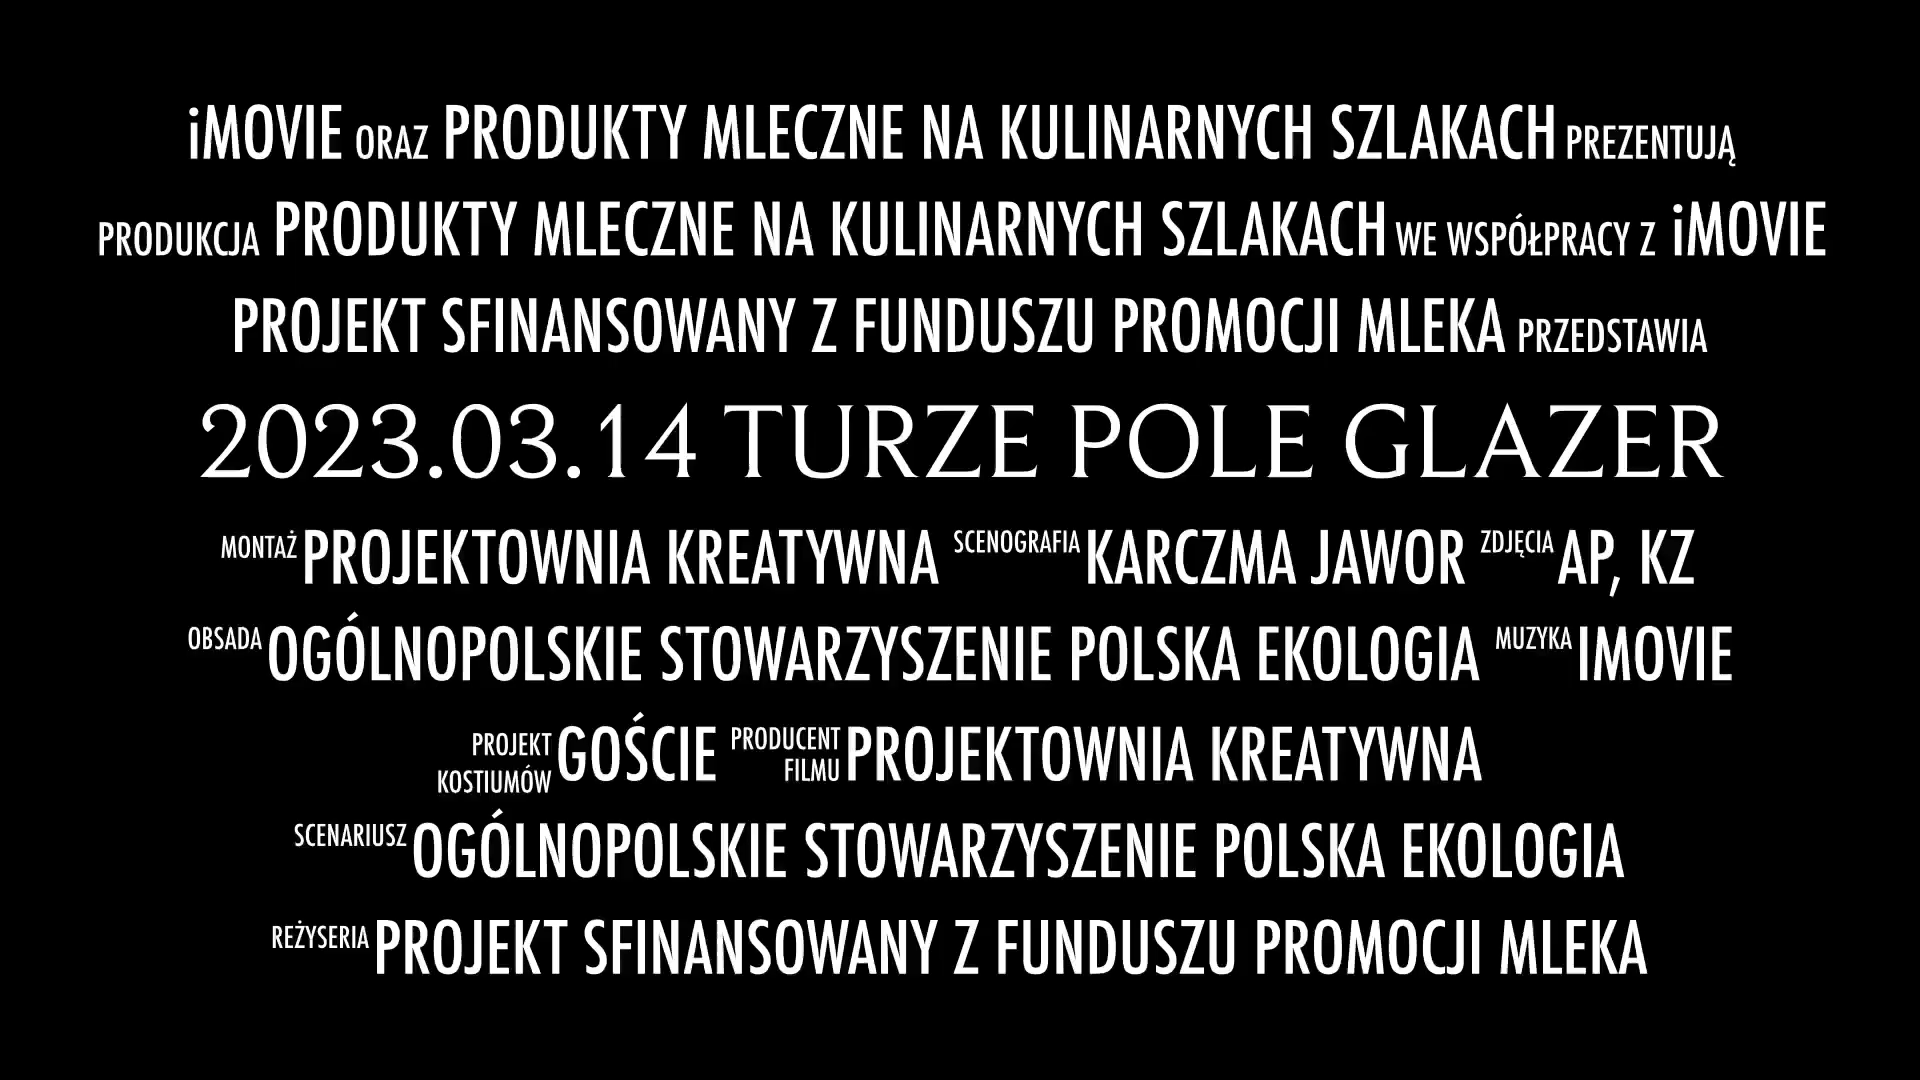 iMOVIE ORAZ PRODUKTY MLECZNE NA KULINARNYCH SZLAKACH PREZENTUJĄ
PRODUKCJA PRODUKTY MLECZNE NA KULINARNYCH SZLAKACH WE WSPÓŁPRACY Z iMOVIE
PROJEKT SFINANSOWANY Z FUNDUSZU PROMOCJI MLEKA PRZEDSTAWIA
2023.03.14 TURZE POLE GLAZER
MONTAŻ PROJEKTOWNIA KREATYWNA SCENOGRAFIA KARCZMA JAWOR ZDJĘCIA AP, KZ
OBSADA OGÓLNOPOLSKIE STOWARZYSZENIE POLSKA EKOLOGIA MUZYKA IMOVIE
PROJEKT KOSTIUMÓW GOŚCIE PRODUCENT FILMU PROJEKTOWNIA KREATYWNA
SCENARIUSZ OGÓLNOPOLSKIE STOWARZYSZENIE POLSKA EKOLOGIA
REŻYSERIA PROJEKT SFINANSOWANY Z FUNDUSZU PROMOCJI MLEKA